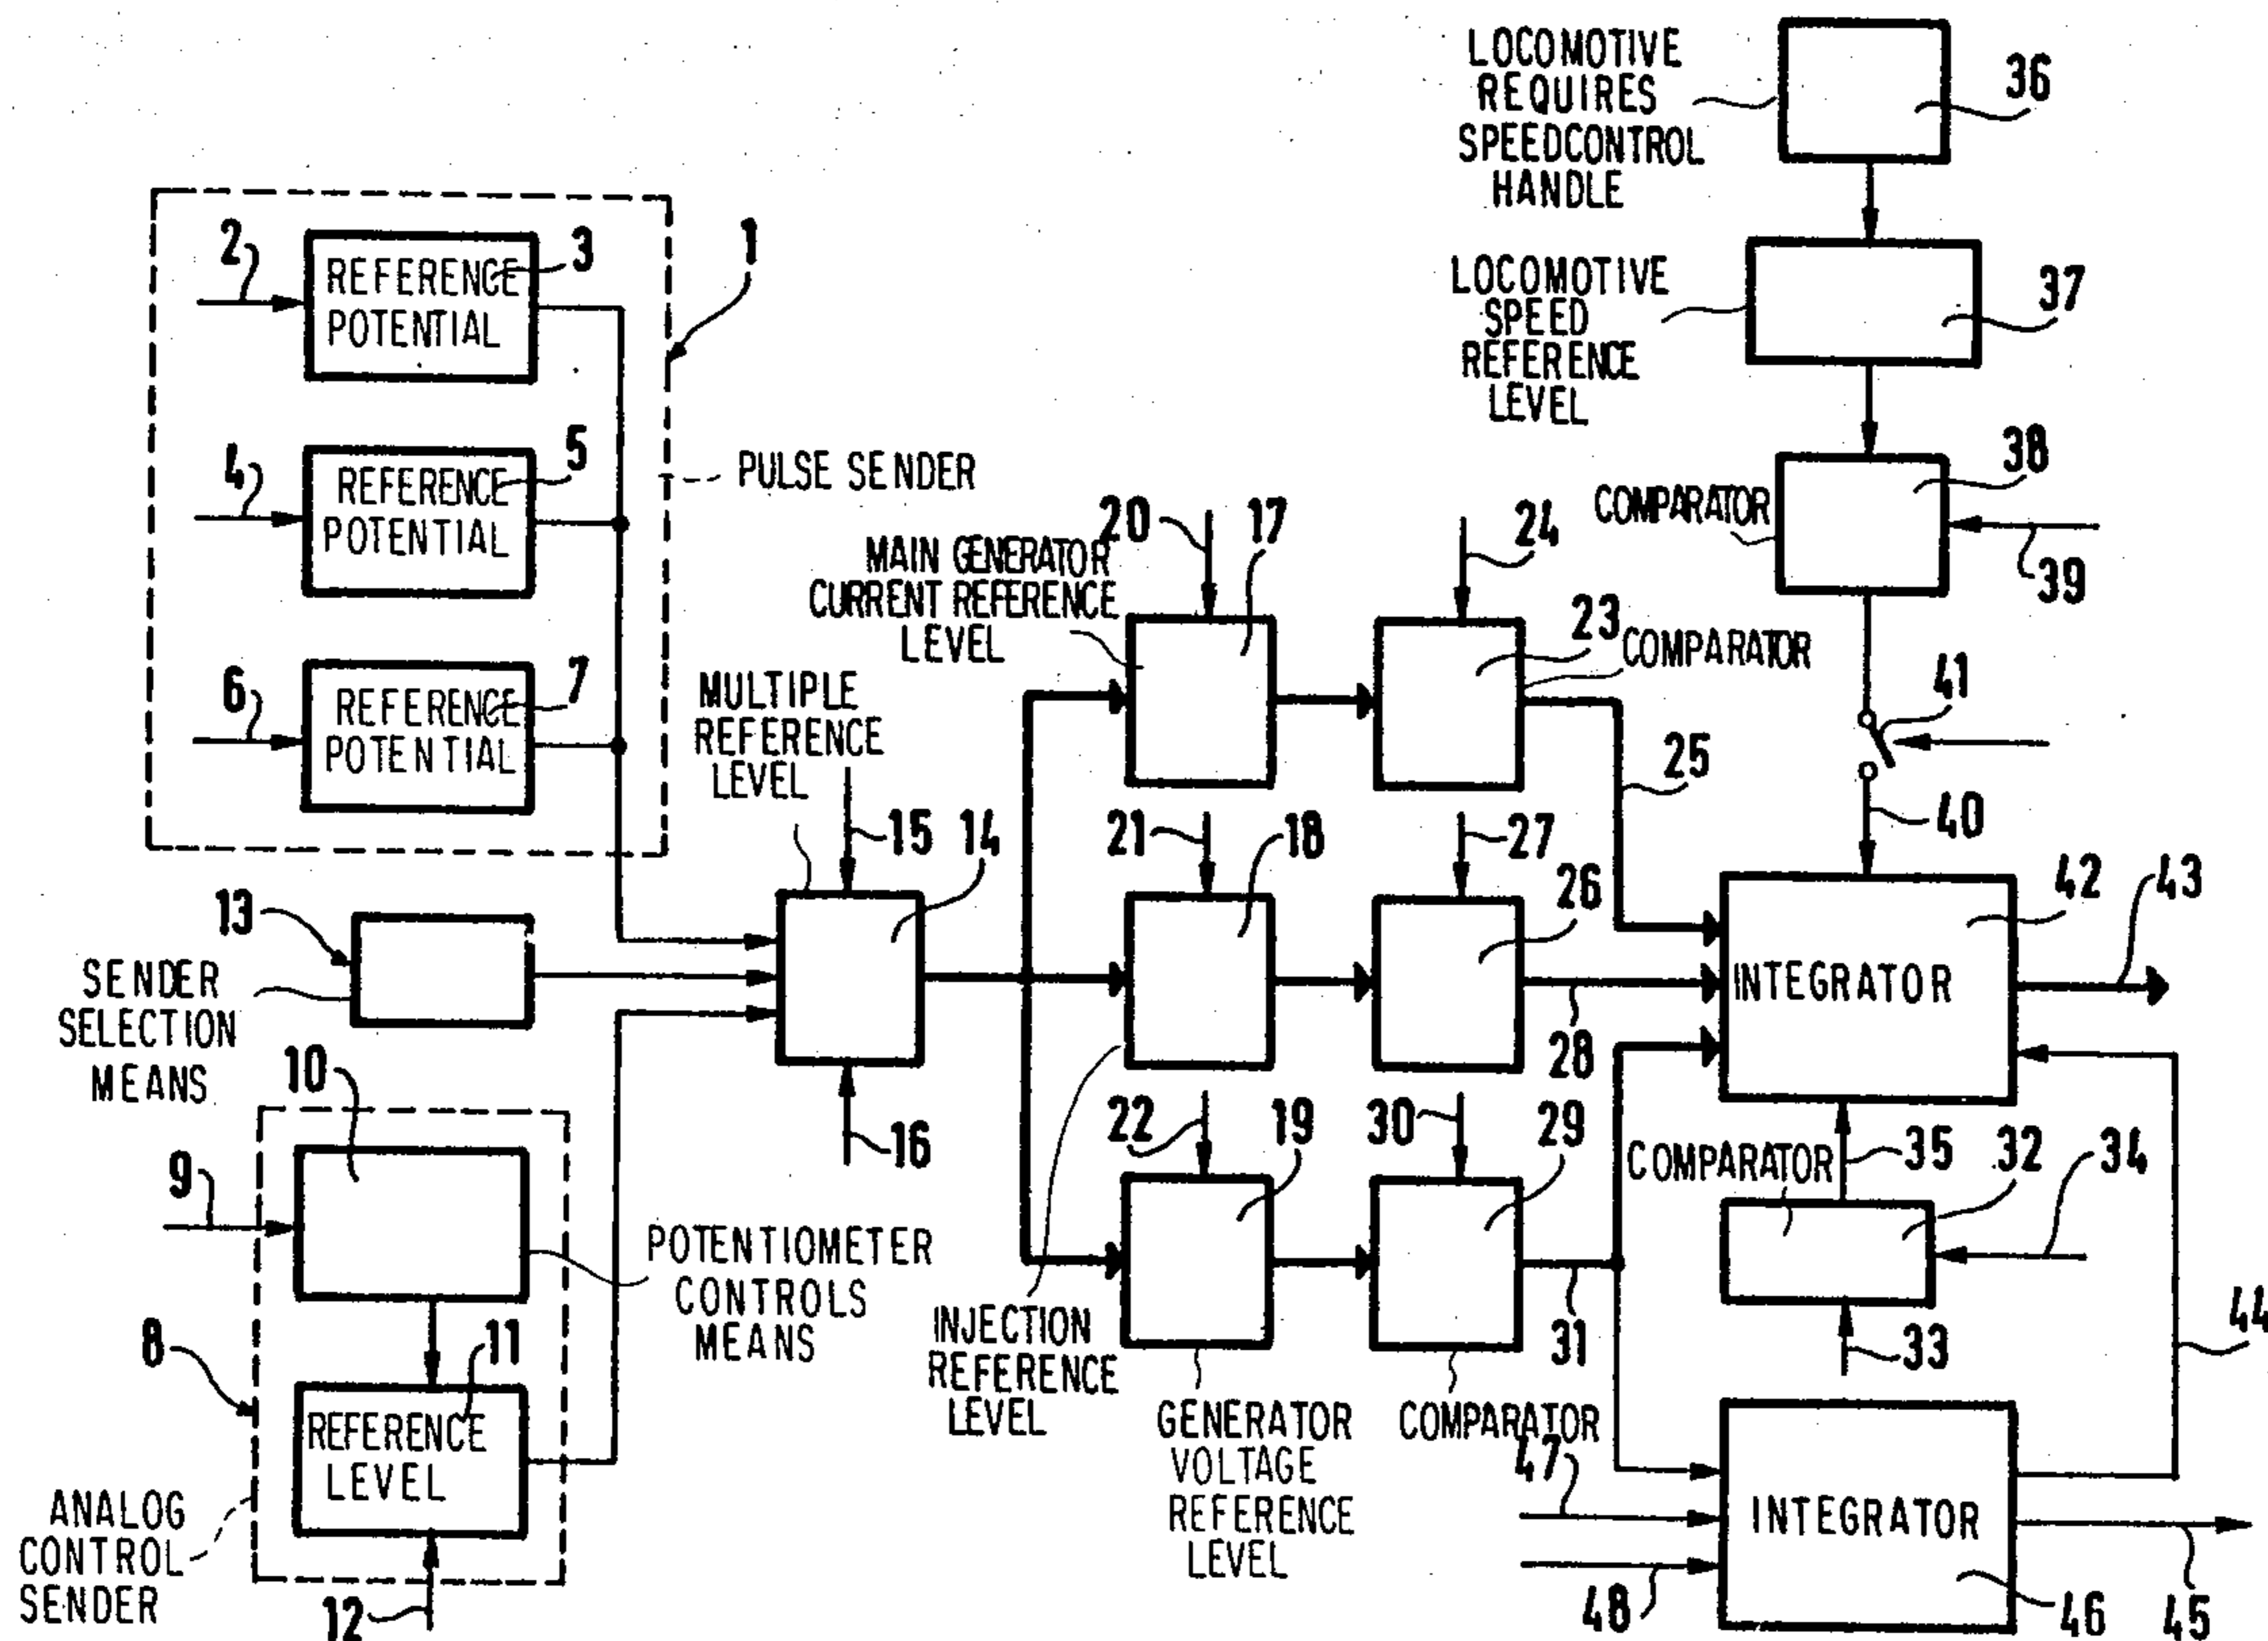 LOCOMOTIVE
REQUIRES
SPEEDCONTROL
HANDLE
36
LOCOMOTIVE
SPEED
REFERENCE
LEVEL
37
1
2
REFERENCE
POTENTIAL
3
4
REFERENCE
POTENTIAL
5
PULSE SENDER
6
REFERENCE
POTENTIAL
7
COMPARATOR
38
39
20
17
MAIN GENERATOR
CURRENT REFERENCE
LEVEL
24
23
COMPARATOR
41
25
40
MULTIPLE
REFERENCE
LEVEL
15
14
16
21
18
27
26
28
INTEGRATOR
42
43
13
SENDER
SELECTION
MEANS
10
9
POTENTIOMETER
CONTROLS
MEANS
8
11
REFERENCE
LEVEL
ANALOG
CONTROL
SENDER
12
22
19
30
29
31
INJECTION
REFERENCE
LEVEL
GENERATOR
VOLTAGE
REFERENCE
LEVEL
COMPARATOR
COMPARATOR
35
32
34
33
44
47
48
INTEGRATOR
46
45